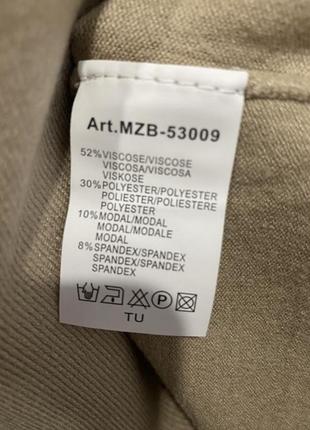 Art.MZB-53009
52%VISCOSE/VISCOSE
VISCOSA/VISCOSA
VISKOSE
30%POLYESTER/POLYESTER
POLIESTER/POLIESTERE
POLYESTER
10%MODAL/MODAL
MODAL/MODALE
MODAL
8%SPANDEX/SPANDEX
SPANDEX/SPANDEX
SPANDEX
TU